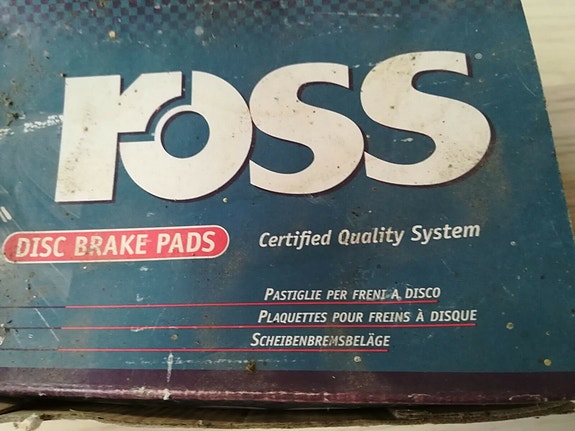 ross
DISC BRAKE PADS
Certified Quality System
PASTIGLIE PER FRENI A DISCO
PLAQUETTES POUR FREINS À DISQUE
SCHEIBENBREMSBELÄGE